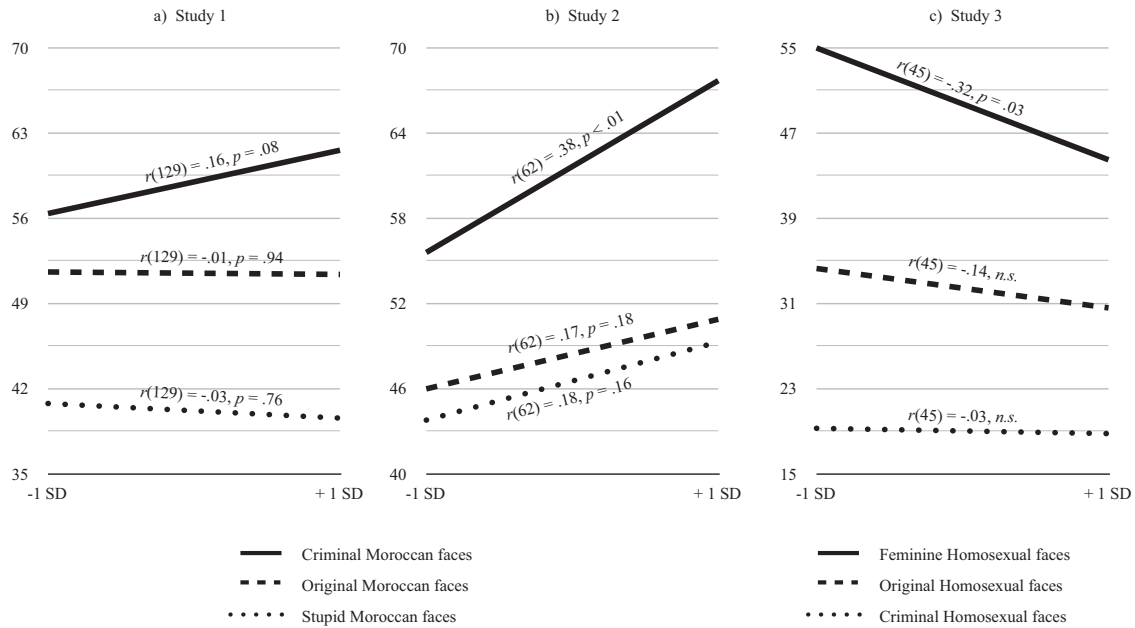 a) Study 1
70
63
56
49
42
35
r(129) = .16, p = .08
r(129) = -.01, p = .94
r(129) = -.03, p = .76
-1 SD
+ 1 SD
b) Study 2
70
64
58
52
46
40
r(62) = .38, p < .01
r(62) = .17, p = .18
r(62) = .18, p = .16
-1 SD
+ 1 SD
c) Study 3
55
47
39
31
23
15
r(45) = -.32, p = .03
r(45) = -.14, n.s.
r(45) = -.03, n.s.
-1 SD
+ 1 SD
Criminal Moroccan faces
Original Moroccan faces
Stupid Moroccan faces
Feminine Homosexual faces
Original Homosexual faces
Criminal Homosexual faces